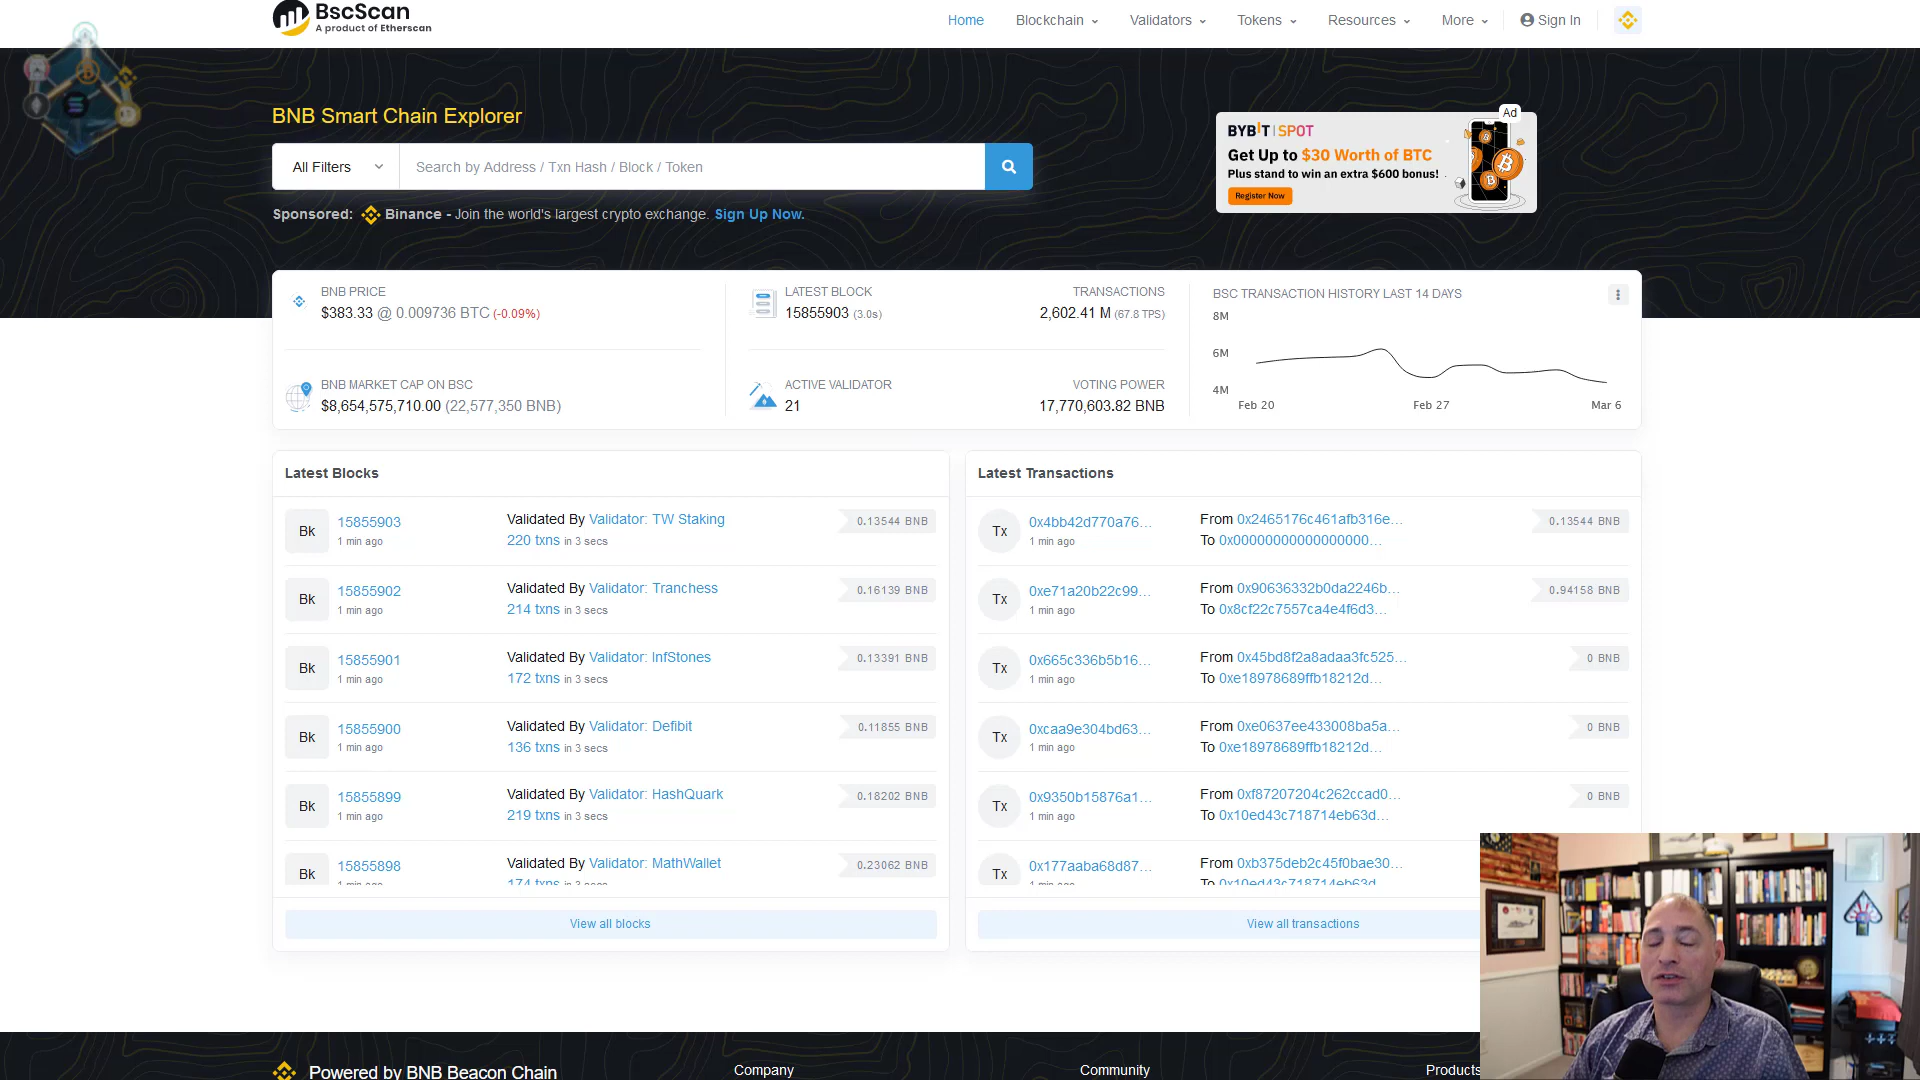 BscScan
A product of Etherscan
Home Blockchain Validators Tokens Resources More Sign In
BNB Smart Chain Explorer
All Filters Search by Address / Txn Hash / Block / Token
Sponsored: Binance - Join the world's largest crypto exchange. Sign Up Now.
Ad
BYBIT | SPOT
Get Up to $30 Worth of BTC
Plus stand to win an extra $600 bonus!
Register Now
BNB PRICE
$383.33 @ 0.009736 BTC (-0.09%)
BNB MARKET CAP ON BSC
$8,654,575,710.00 (22,577,350 BNB)
LATEST BLOCK TRANSACTIONS
15855903 (3.0s) 2,602.41 M (67.8 TPS)
ACTIVE VALIDATOR VOTING POWER
21 17,770,603.82 BNB
BSC TRANSACTION HISTORY LAST 14 DAYS
8M
6M
4M
Feb 20 Feb 27 Mar 6
Latest Blocks
Bk 15855903 Validated By Validator: TW Staking 0.13544 BNB
1 min ago 220 txns in 3 secs
Bk 15855902 Validated By Validator: Tranchess 0.16139 BNB
1 min ago 214 txns in 3 secs
Bk 15855901 Validated By Validator: InfStones 0.13391 BNB
1 min ago 172 txns in 3 secs
Bk 15855900 Validated By Validator: Defibit 0.11855 BNB
1 min ago 136 txns in 3 secs
Bk 15855899 Validated By Validator: HashQuark 0.18202 BNB
1 min ago 219 txns in 3 secs
Bk 15855898 Validated By Validator: MathWallet 0.23062 BNB
1 min ago 174 txns in 3 secs
View all blocks
Latest Transactions
Tx 0x4bb42d770a76... From 0x2465176c461afb316e... 0.13544 BNB
1 min ago To 0x00000000000000000...
Tx 0xe71a20b22c99... From 0x90636332b0da2246b... 0.94158 BNB
1 min ago To 0x8cf22c7557ca4e4f6d3...
Tx 0x665c336b5b16... From 0x45bd8f2a8adaa3fc525... 0 BNB
1 min ago To 0xe18978689ffb18212d...
Tx 0xcaa9e304bd63... From 0xe0637ee433008ba5a... 0 BNB
1 min ago To 0xe18978689ffb18212d...
Tx 0x9350b15876a1... From 0xf87207204c262ccad0... 0 BNB
1 min ago To 0x10ed43c718714eb63d...
Tx 0x177aaba68d87... From 0xb375deb2c45f0bae30...
1 min ago To 0x10ed43c718714eb63d...
View all transactions
Powered by BNB Beacon Chain
Company Community Products